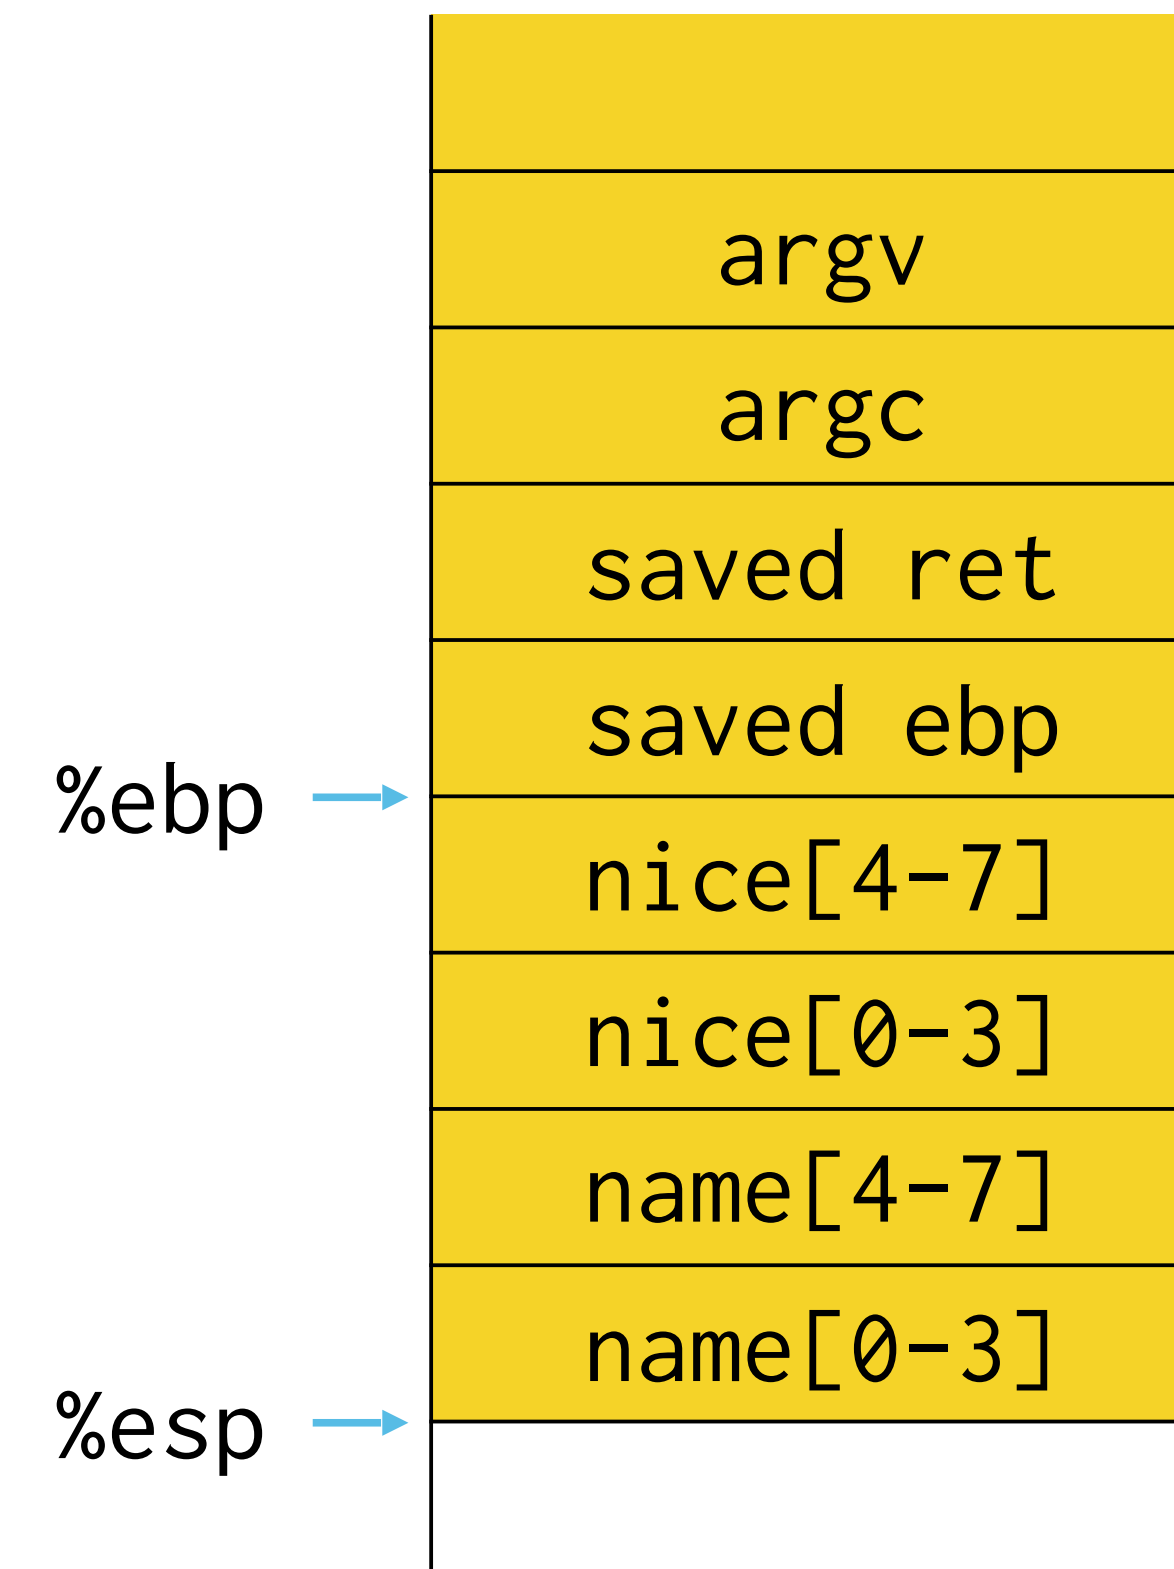 argv
argc
saved ret
saved ebp
%ebp
nice[4-7]
nice[0-3]
name[4-7]
name[0-3]
%esp